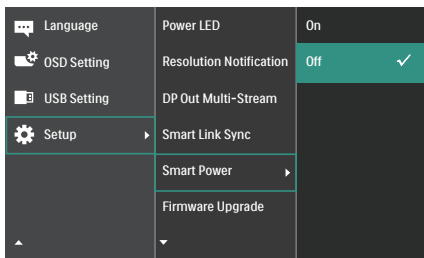 Language
OSD Setting
USB Setting
Setup
Power LED
Resolution Notification
DP Out Multi-Stream
Smart Link Sync
Smart Power
Firmware Upgrade
On
Off